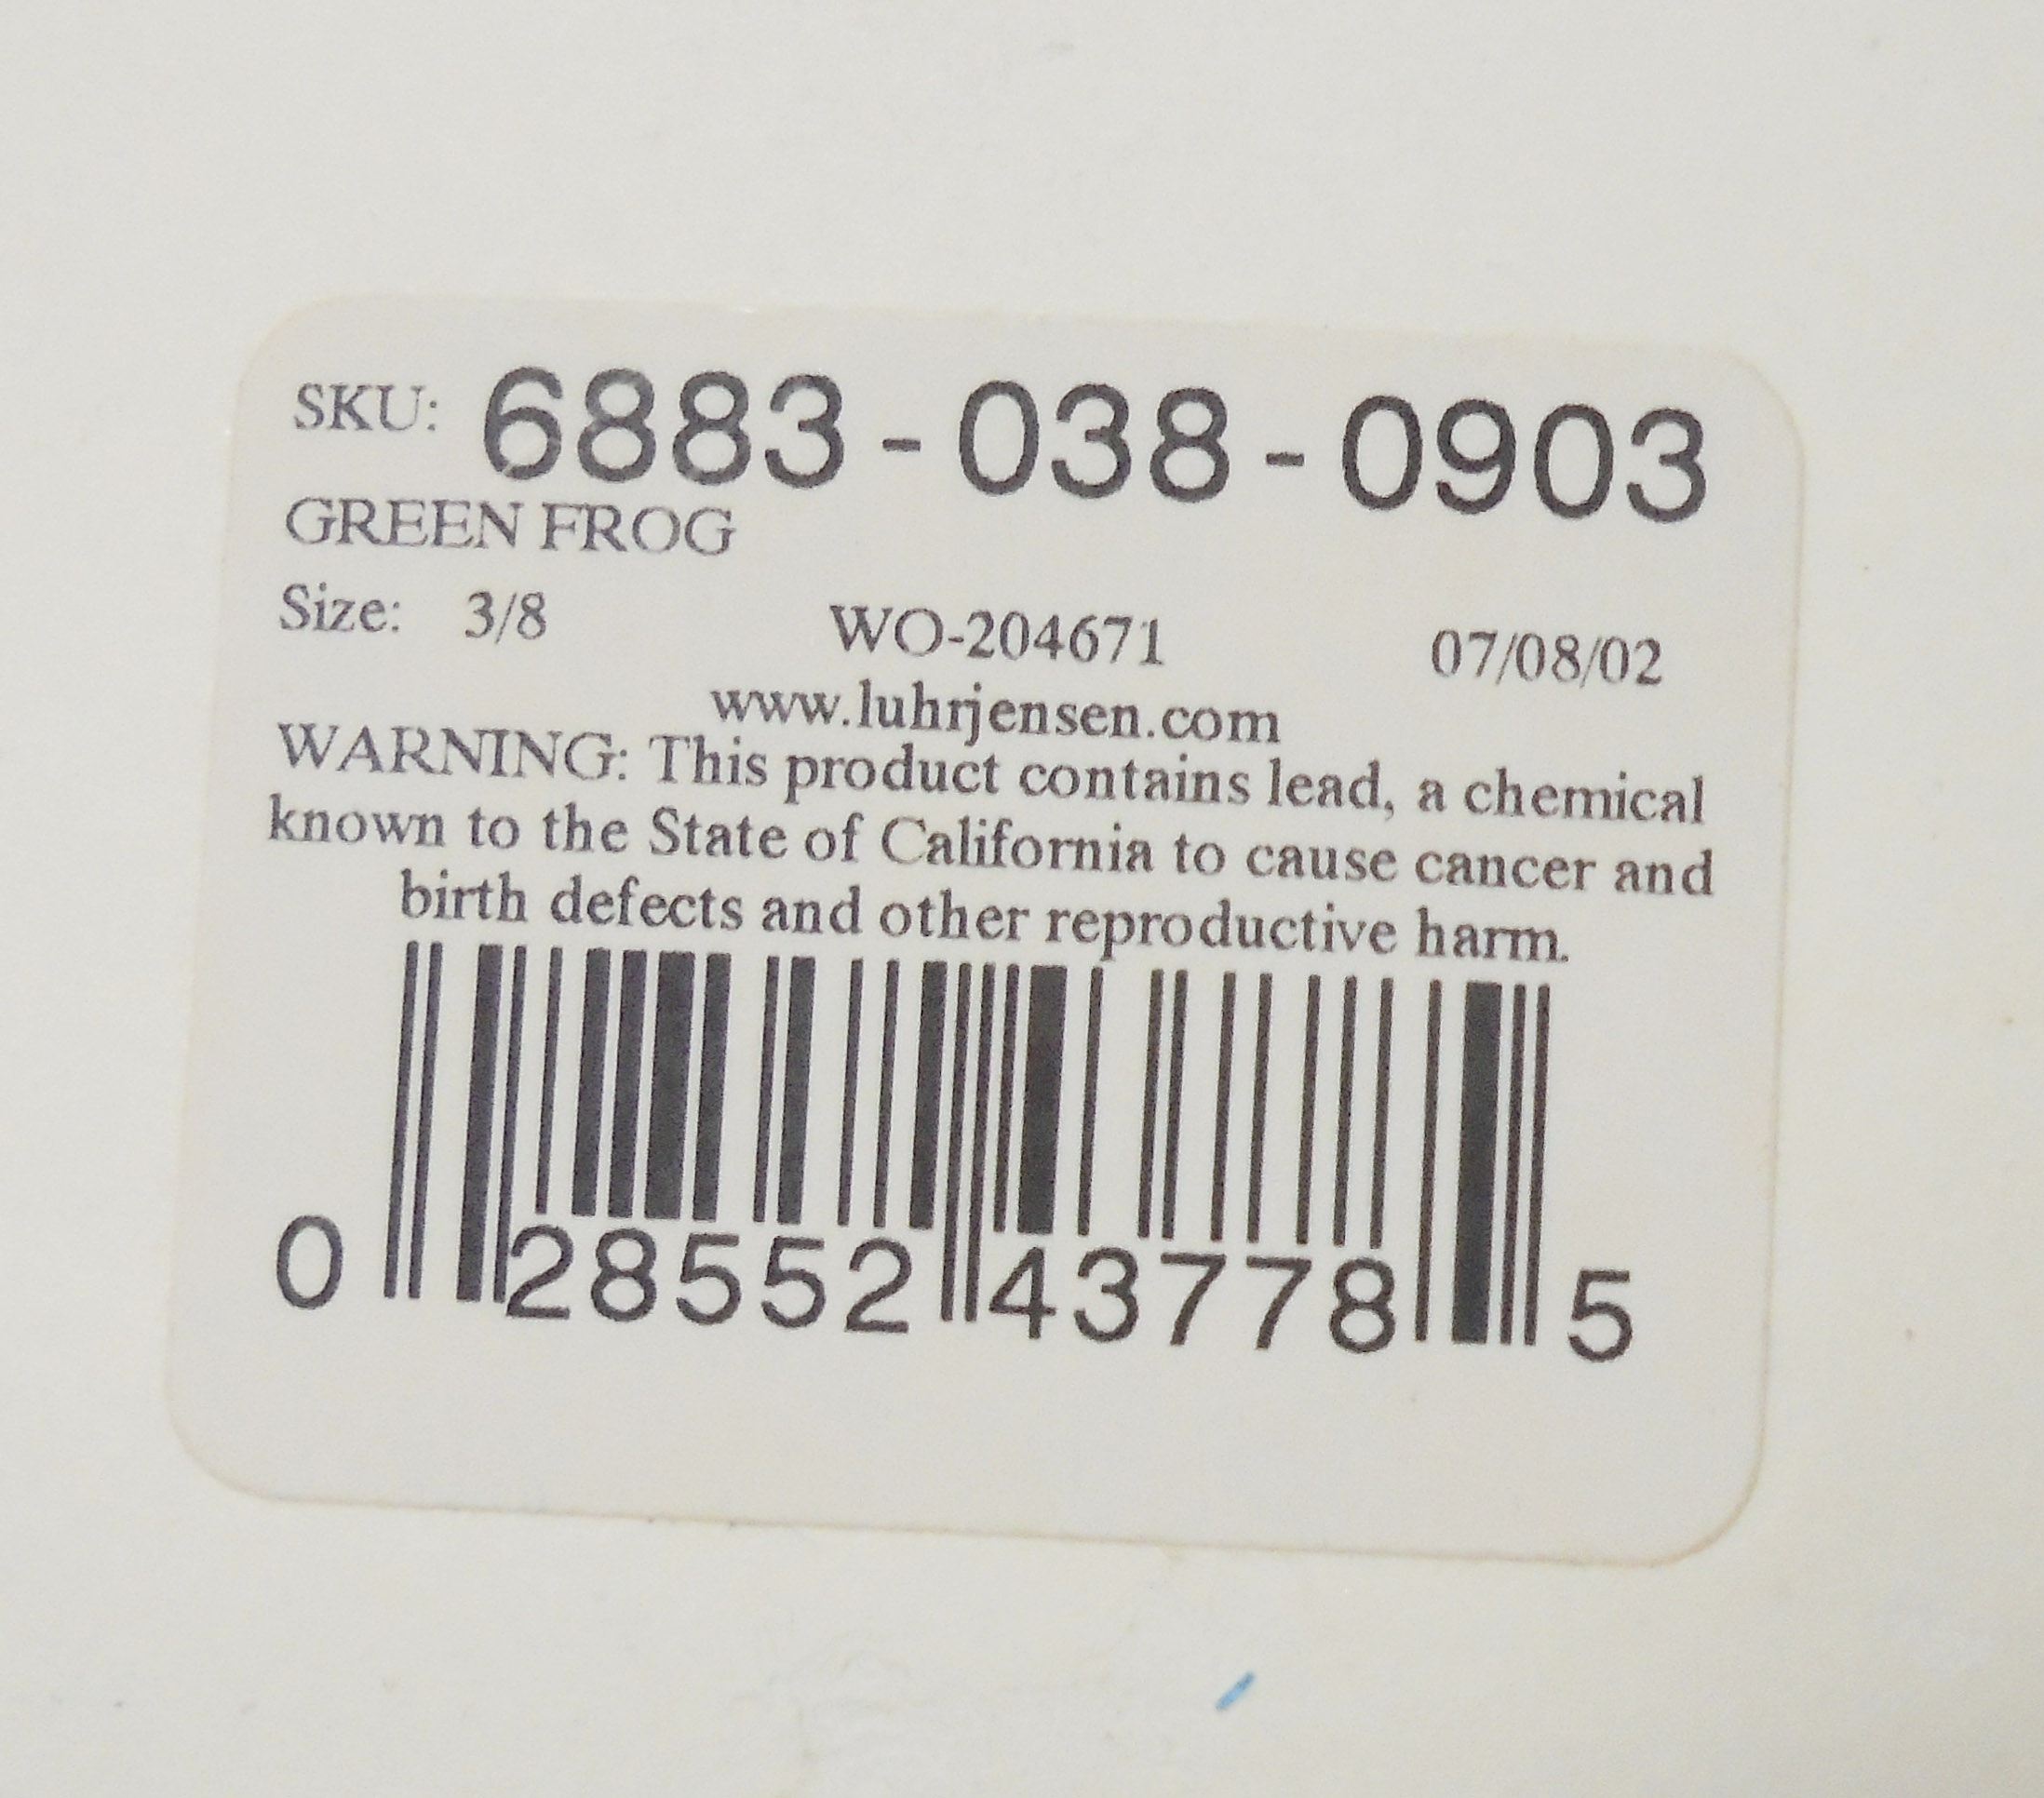 SKU: 6883-038-0903
GREEN FROG
Size: 3/8 WO-204671 07/08/02
www.luhrjensen.com
WARNING: This product contains lead, a chemical
known to the State of California to cause cancer and
birth defects and other reproductive harm.
0 28552 43778 5